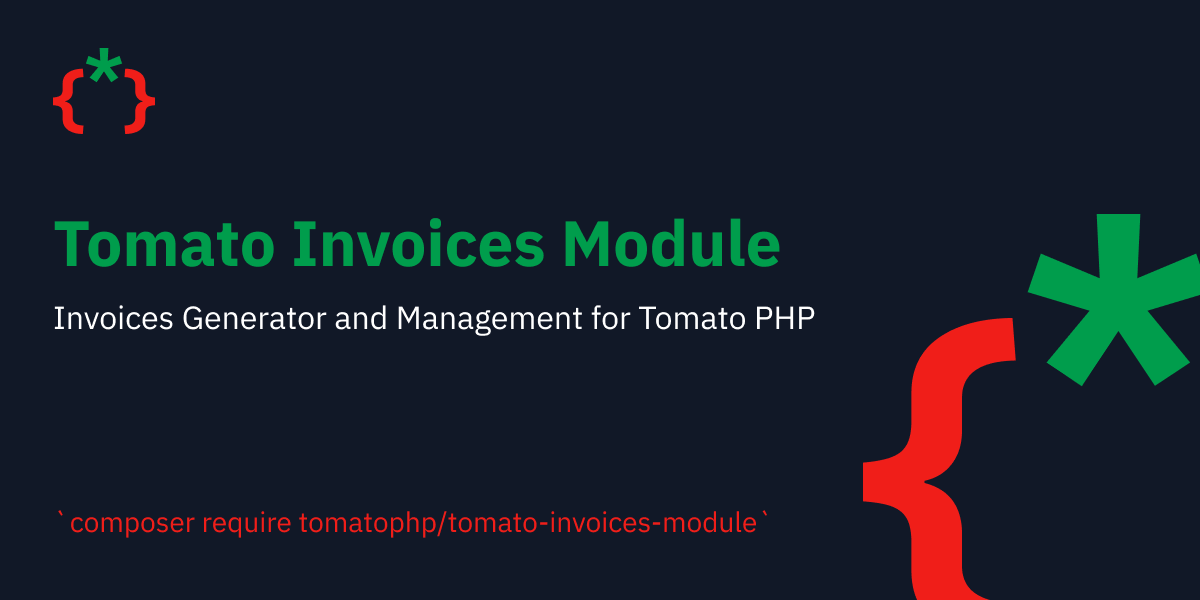 {*}
Tomato Invoices Module
Invoices Generator and Management for Tomato PHP
`composer require tomatophp/tomato-invoices-module`
{*